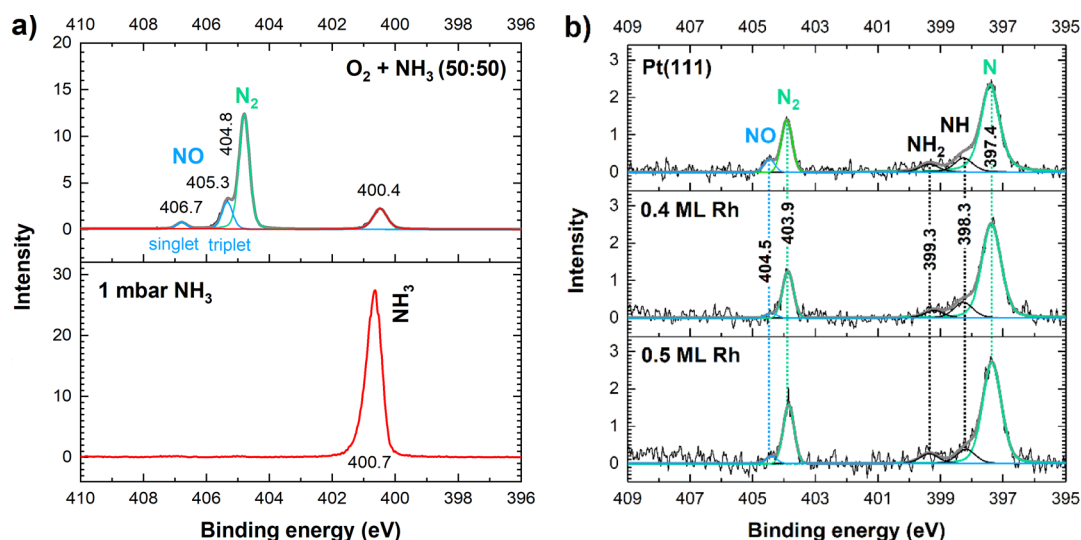 a)
410 408 406 404 402 400 398 396
O2 + NH3 (50:50)
N2
NO
404.8
405.3
406.7
singlet triplet
400.4
20
15
10
5
0
Intensity
1 mbar NH3
NH3
400.7
30
20
10
0
410 408 406 404 402 400 398 396
Binding energy (eV)
b)
409 407 405 403 401 399 397 395
Pt(111)
N
N2
NO
NH2
NH
397.4
3
2
1
0
0.4 ML Rh
404.5
403.9
399.3
398.3
3
2
1
0
Intensity
0.5 ML Rh
3
2
1
0
409 407 405 403 401 399 397 395
Binding energy (eV)